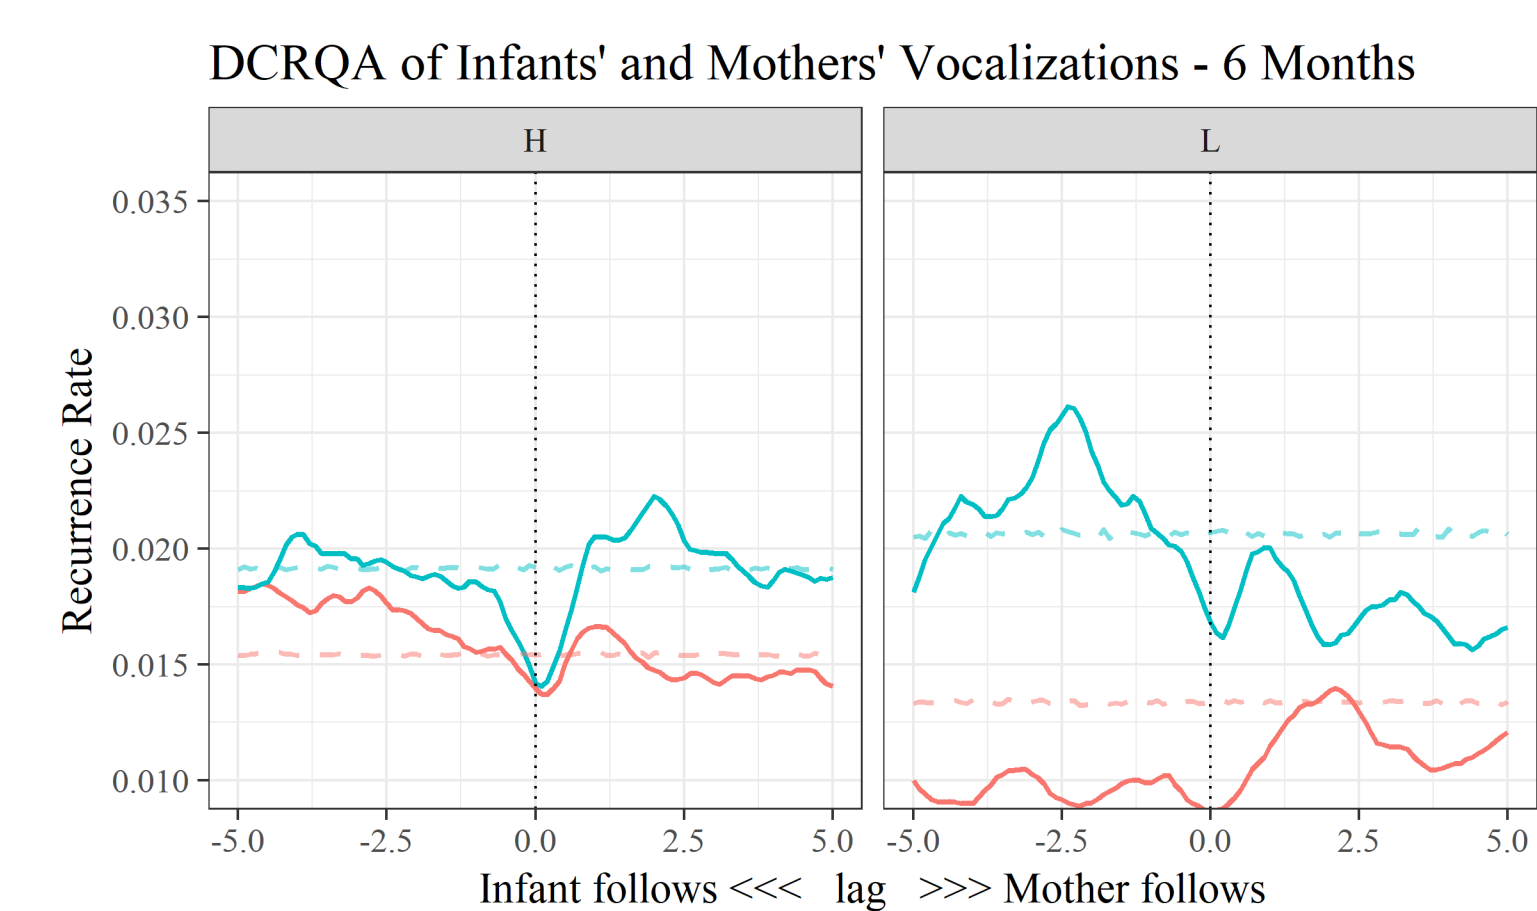 DCRQA of Infants' and Mothers' Vocalizations - 6 Months
H
L
Recurrence Rate
0.035
0.030
0.025
0.020
0.015
0.010
-5.0 -2.5 0.0 2.5 5.0
-5.0 -2.5 0.0 2.5 5.0
Infant follows <<< lag >>> Mother follows